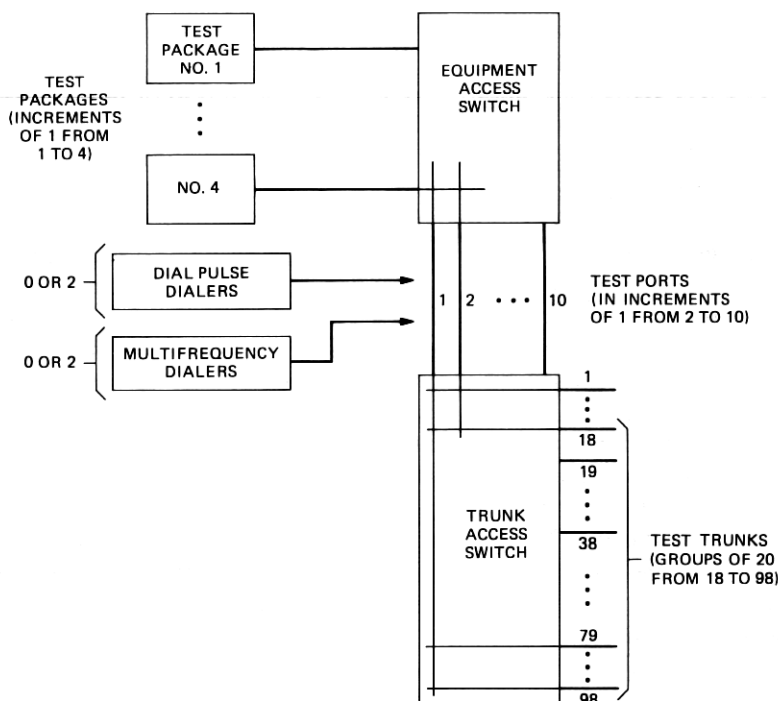 TEST
PACKAGE
NO. 1
TEST
PACKAGES
(INCREMENTS
OF 1 FROM
1 TO 4)
NO. 4
EQUIPMENT
ACCESS
SWITCH
0 OR 2
DIAL PULSE
DIALERS
0 OR 2
MULTIFREQUENCY
DIALERS
1
2
10
TEST PORTS
(IN INCREMENTS
OF 1 FROM 2 TO 10)
1
18
19
38
79
98
TRUNK
ACCESS
SWITCH
TEST TRUNKS
(GROUPS OF 20
FROM 18 TO 98)